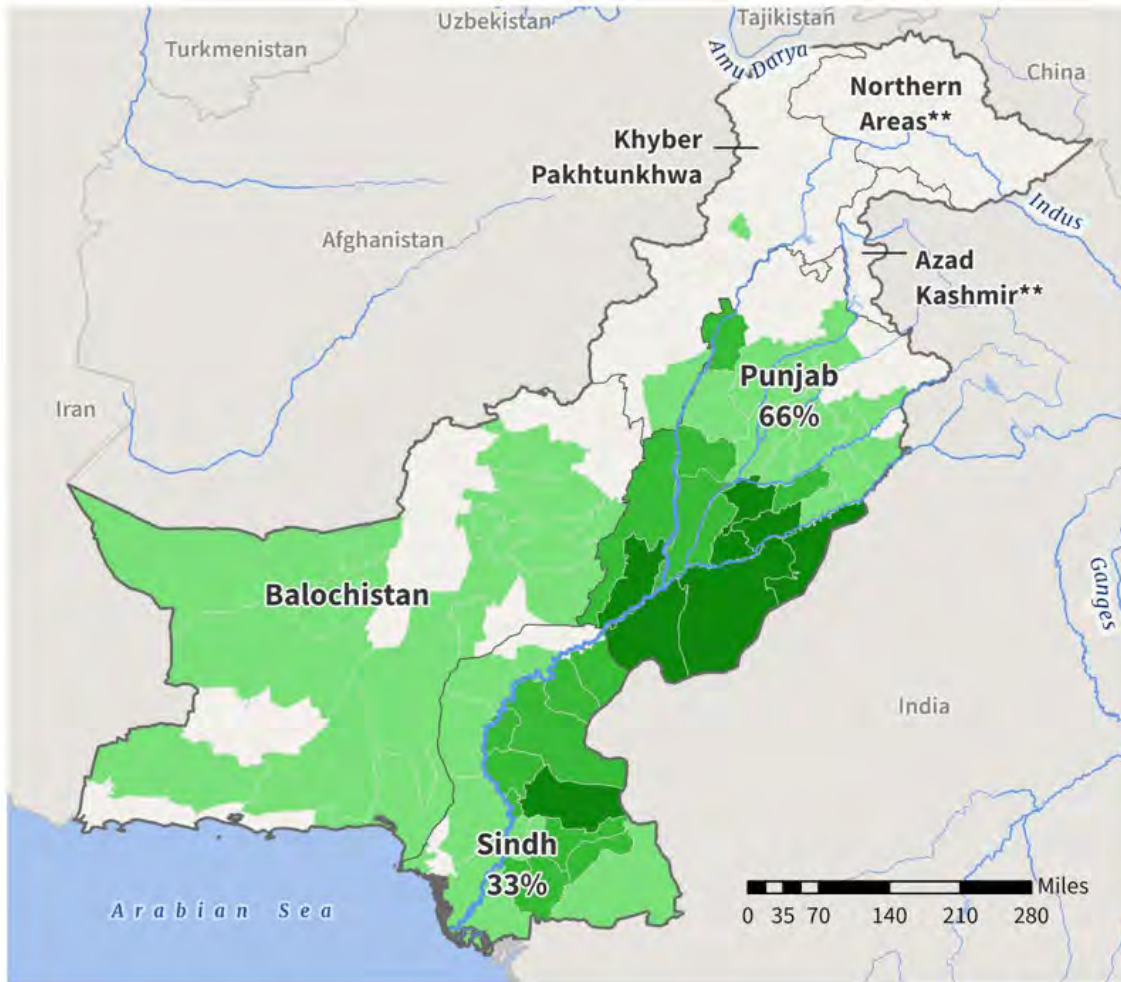 Uzbekistan
Tajikistan
Turkmenistan
Amu Darya
China
Northern
Areas**
Khyber
Pakhtunkhwa
Indus
Afghanistan
Azad
Kashmir**
Punjab
66%
Iran
Balochistan
Ganges
India
Sindh
33%
Miles
0 35 70 140 210 280
Arabian Sea